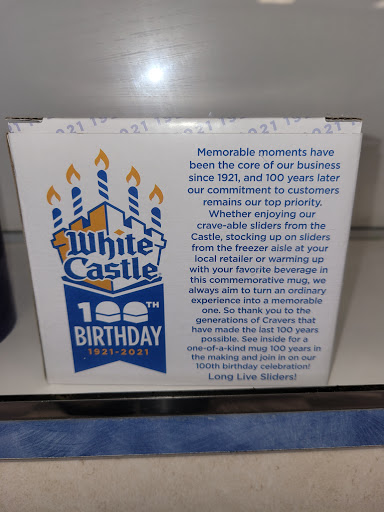 Memorable moments have
been the core of our business
since 1921, and 100 years later
our commitment to customers
remains our top priority.
Whether enjoying our
crave-able sliders from the
Castle, stocking up on sliders
from the freezer aisle at your
local retailer or warming up
with your favorite beverage in
this commemorative mug, we
always aim to turn an ordinary
experience into a memorable
one. So thank you to the
generations of Cravers that
have made the last 100 years
possible. See inside for a
one-of-a-kind mug 100 years in
the making and join in on our
100th birthday celebration!
Long Live Sliders!
White
Castle
100TH
BIRTHDAY
1921-2021